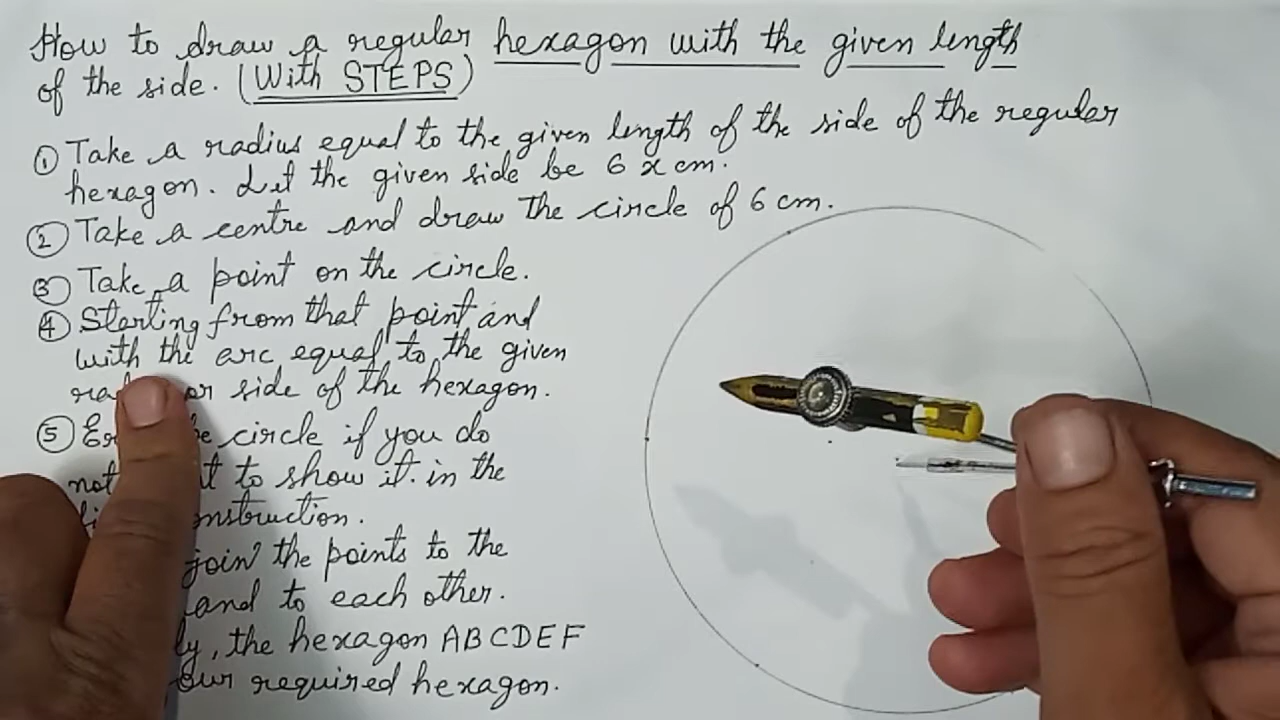 How to draw a regular hexagon with the given length
of the side. (With STEPS)
① Take a radius equal to the given length of the side of the regular
hexagon. Let the given side be 6 x cm.
② Take a centre and draw the circle of 6 cm.
③ Take a point on the circle.
④ Starting from that point and
with the arc equal to the given
or side of the hexagon.
⑤ circle if you do
not to show it in the
construction.
join the points to the
and to each other.
, the hexagon ABCDEF
our required hexagon.